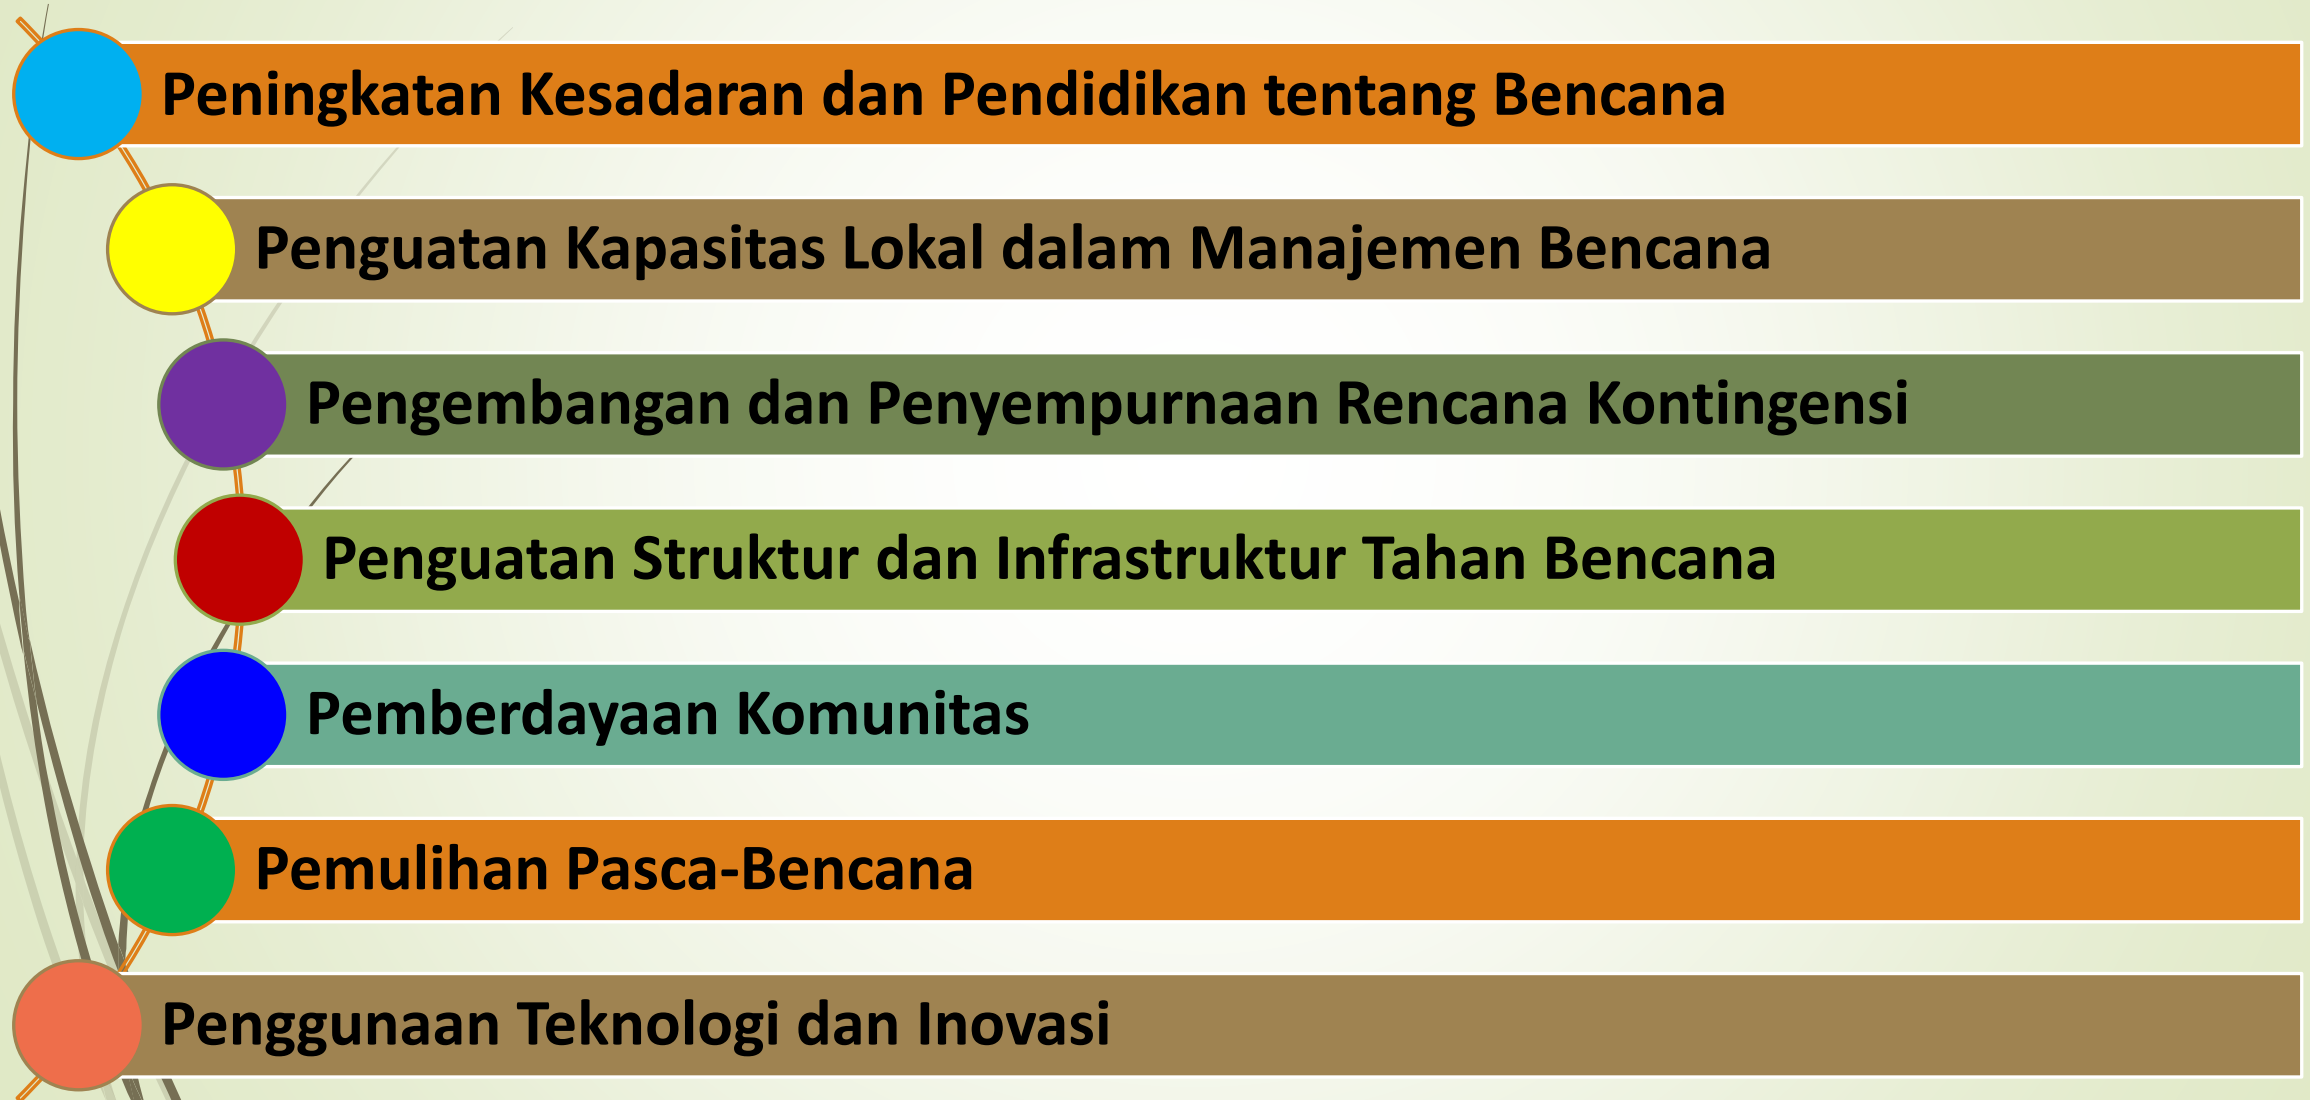 Peningkatan Kesadaran dan Pendidikan tentang Bencana
Penguatan Kapasitas Lokal dalam Manajemen Bencana
Pengembangan dan Penyempurnaan Rencana Kontingensi
Penguatan Struktur dan Infrastruktur Tahan Bencana
Pemberdayaan Komunitas
Pemulihan Pasca-Bencana
Penggunaan Teknologi dan Inovasi